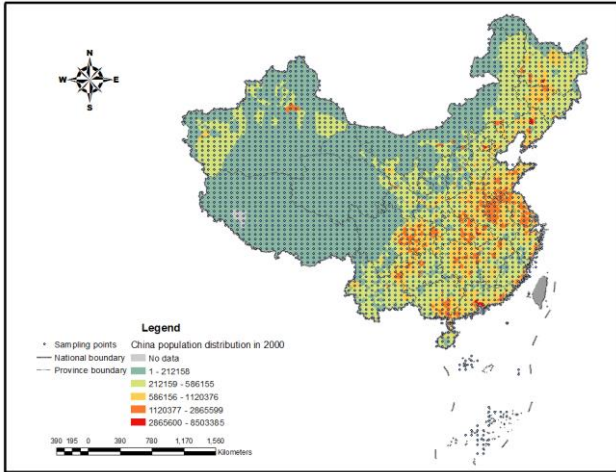 N
W E
S
Legend
Sampling points
National boundary
Province boundary
China population distribution in 2000
No data
1 - 212158
212159 - 586155
586156 - 1120376
1120377 - 2865599
2865600 - 8503385
390 195 0 390 780 1,170 1,560
Kilometers